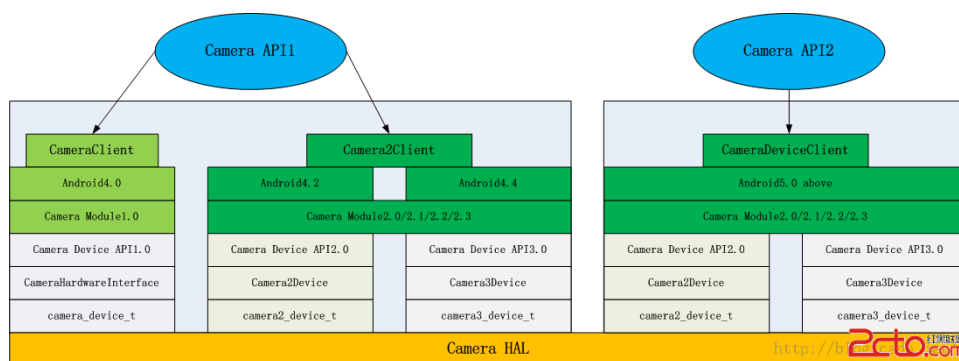 Camera API1
Camera API2
CameraClient
Camera2Client
CameraDeviceClient
Android4.0
Android4.2
Android4.4
Android5.0 above
Camera Module1.0
Camera Module2.0/2.1/2.2/2.3
Camera Module2.0/2.1/2.2/2.3
Camera Device API1.0
Camera Device API2.0
Camera Device API3.0
Camera Device API2.0
Camera Device API3.0
CameraHardwareInterface
Camera2Device
Camera3Device
Camera2Device
Camera3Device
camera_device_t
camera2_device_t
camera3_device_t
camera2_device_t
camera3_device_t
Camera HAL
2cto.com